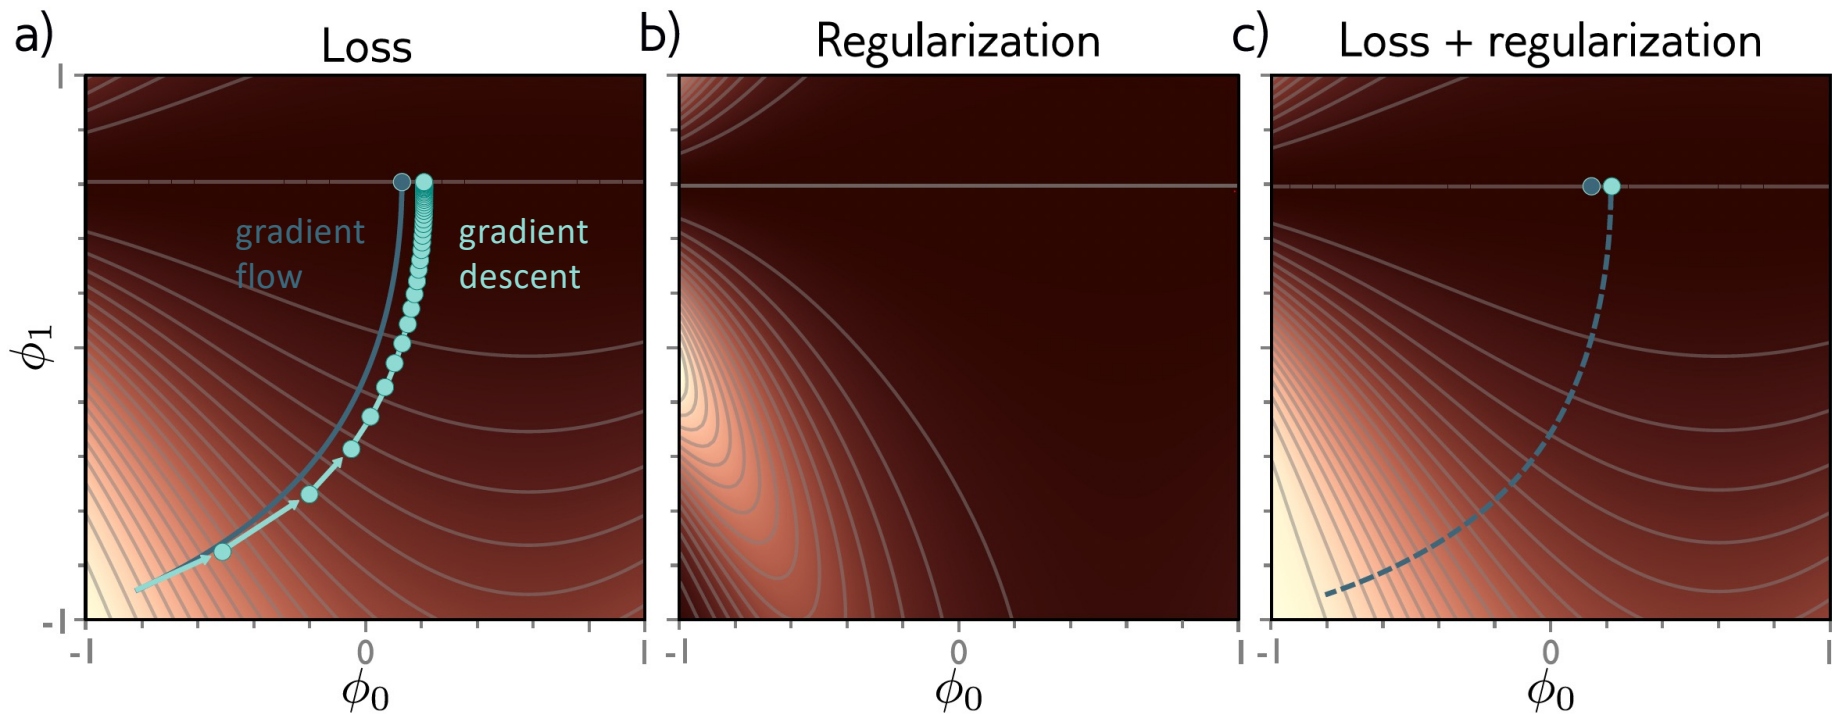 a) Loss
b) Regularization
c) Loss + regularization
1
gradient flow
gradient descent
ϕ₁
-1
-1 0 1
ϕ₀
-1 0 1
ϕ₀
-1 0 1
ϕ₀